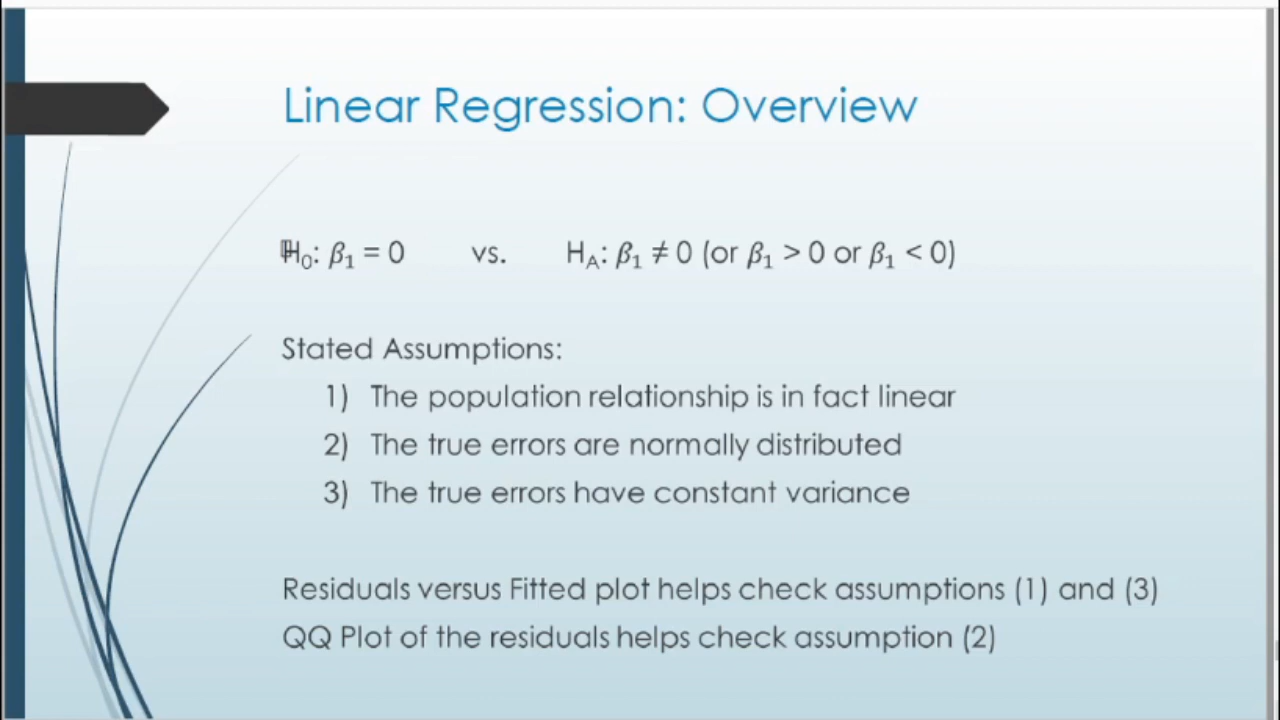 Linear Regression: Overview
H₀: β₁ = 0 vs. Hₐ: β₁ ≠ 0 (or β₁ > 0 or β₁ < 0)
Stated Assumptions:
1) The population relationship is in fact linear
2) The true errors are normally distributed
3) The true errors have constant variance
Residuals versus Fitted plot helps check assumptions (1) and (3)
QQ Plot of the residuals helps check assumption (2)